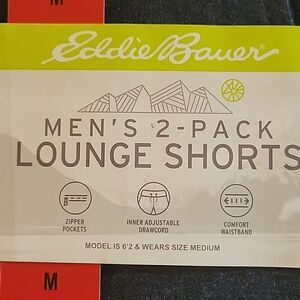 M
Eddie Bauer®
MEN'S 2-PACK
LOUNGE SHORTS
ZIPPER
POCKETS
INNER ADJUSTABLE
DRAWCORD
COMFORT
WAISTBAND
MODEL IS 6'2 & WEARS SIZE MEDIUM
M